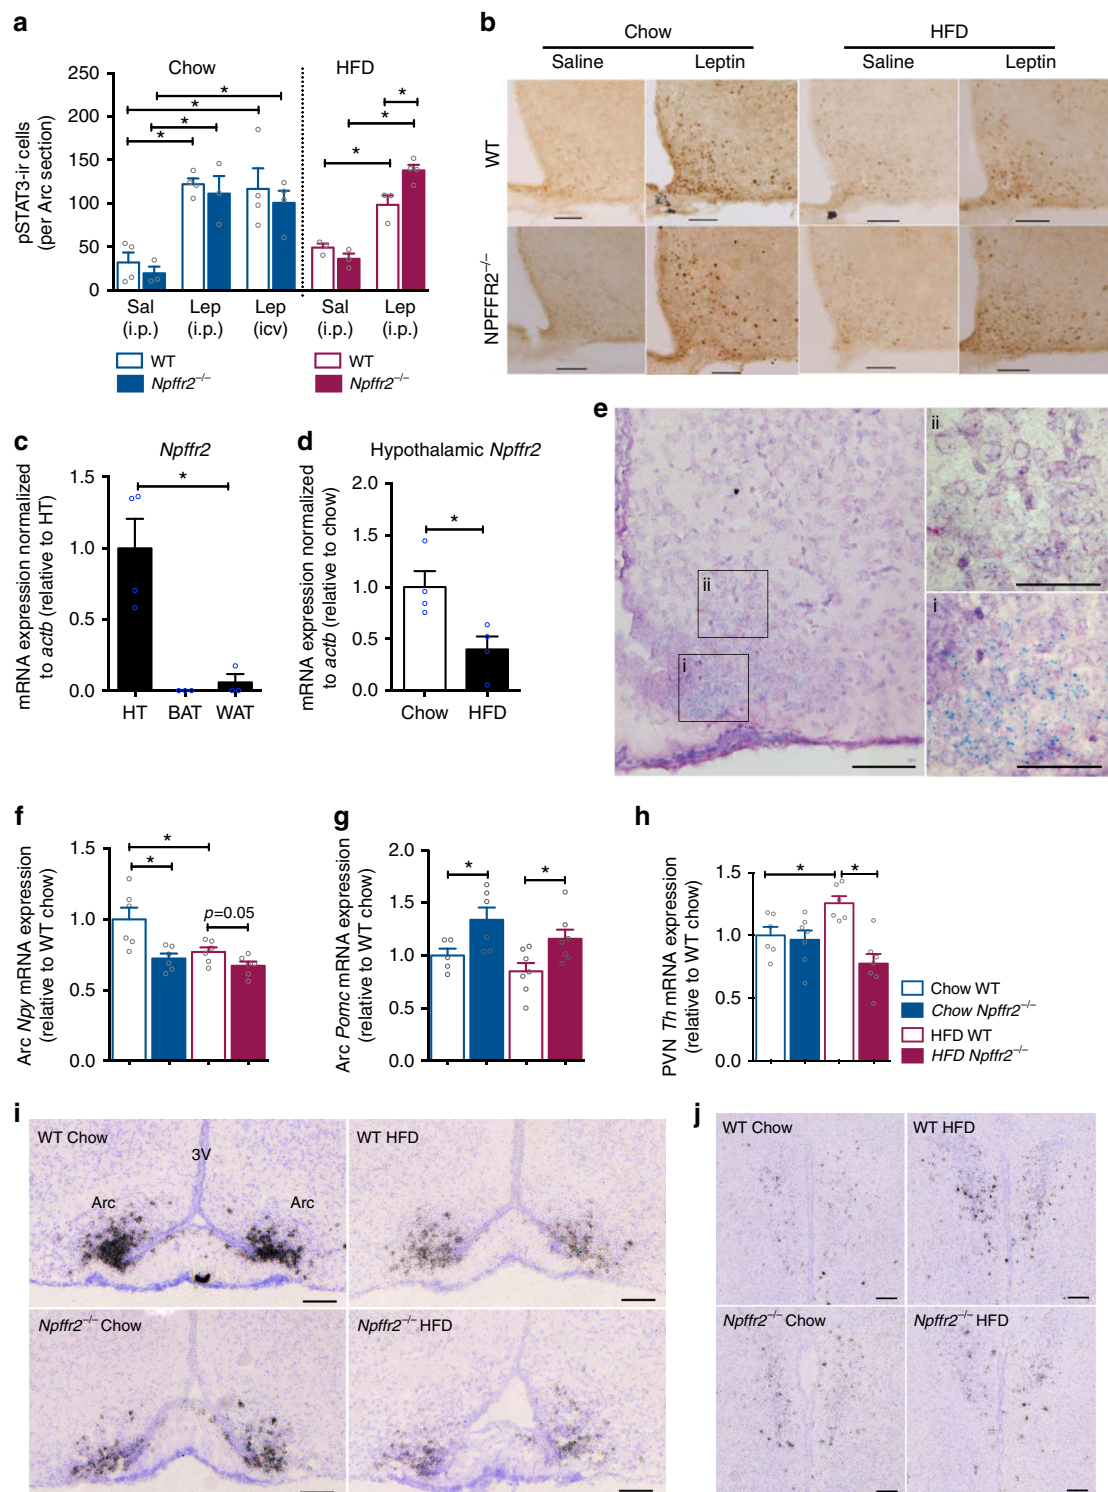 a
Chow
HFD
pSTAT3-ir cells
(per Arc section)
250
200
150
100
50
0
*
*
*
*
*
*
*
Sal
(i.p.)
Lep
(i.p.)
Lep
(icv)
Sal
(i.p.)
Lep
(i.p.)
WT
Npffr2–/–
WT
Npffr2–/–
b
Chow
HFD
Saline
Leptin
Saline
Leptin
WT
NPFFR2–/–
c
Npffr2
mRNA expression normalized
to actb (relative to HT)
1.5
1.0
0.5
0.0
*
HT
BAT
WAT
d
Hypothalamic Npffr2
mRNA expression normalized
to actb (relative to chow)
2.0
1.5
1.0
0.5
0.0
*
Chow
HFD
e
ii
i
ii
i
f
Arc Npy mRNA expression
(relative to WT chow)
1.5
1.0
0.5
0.0
*
*
p=0.05
g
Arc Pomc mRNA expression
(relative to WT chow)
2.0
1.5
1.0
0.5
0.0
*
*
h
PVN Th mRNA expression
(relative to WT chow)
1.5
1.0
0.5
0.0
*
*
Chow WT
Chow Npffr2–/–
HFD WT
HFD Npffr2–/–
i
WT Chow
3V
Arc
Arc
WT HFD
Npffr2–/– Chow
Npffr2–/– HFD
j
WT Chow
WT HFD
Npffr2–/– Chow
Npffr2–/– HFD